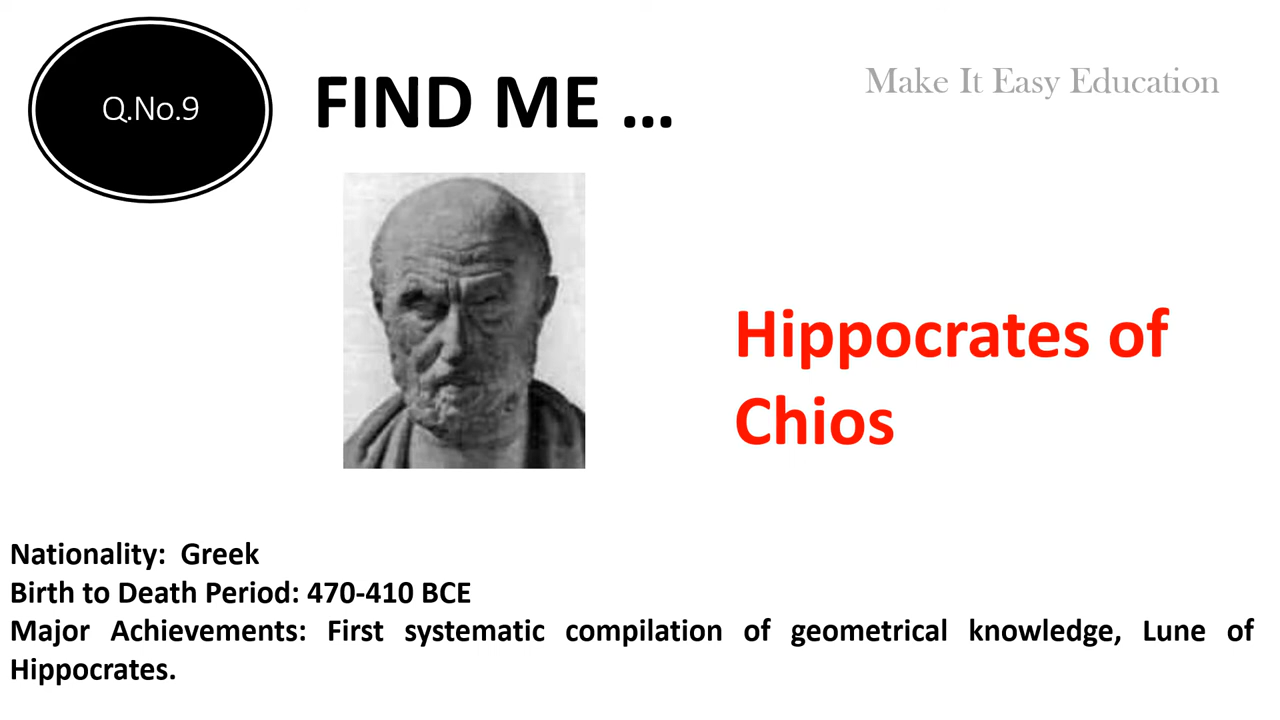 Q.No.9
FIND ME ...
Make It Easy Education
Hippocrates of
Chios
Nationality: Greek
Birth to Death Period: 470-410 BCE
Major Achievements: First systematic compilation of geometrical knowledge, Lune of
Hippocrates.